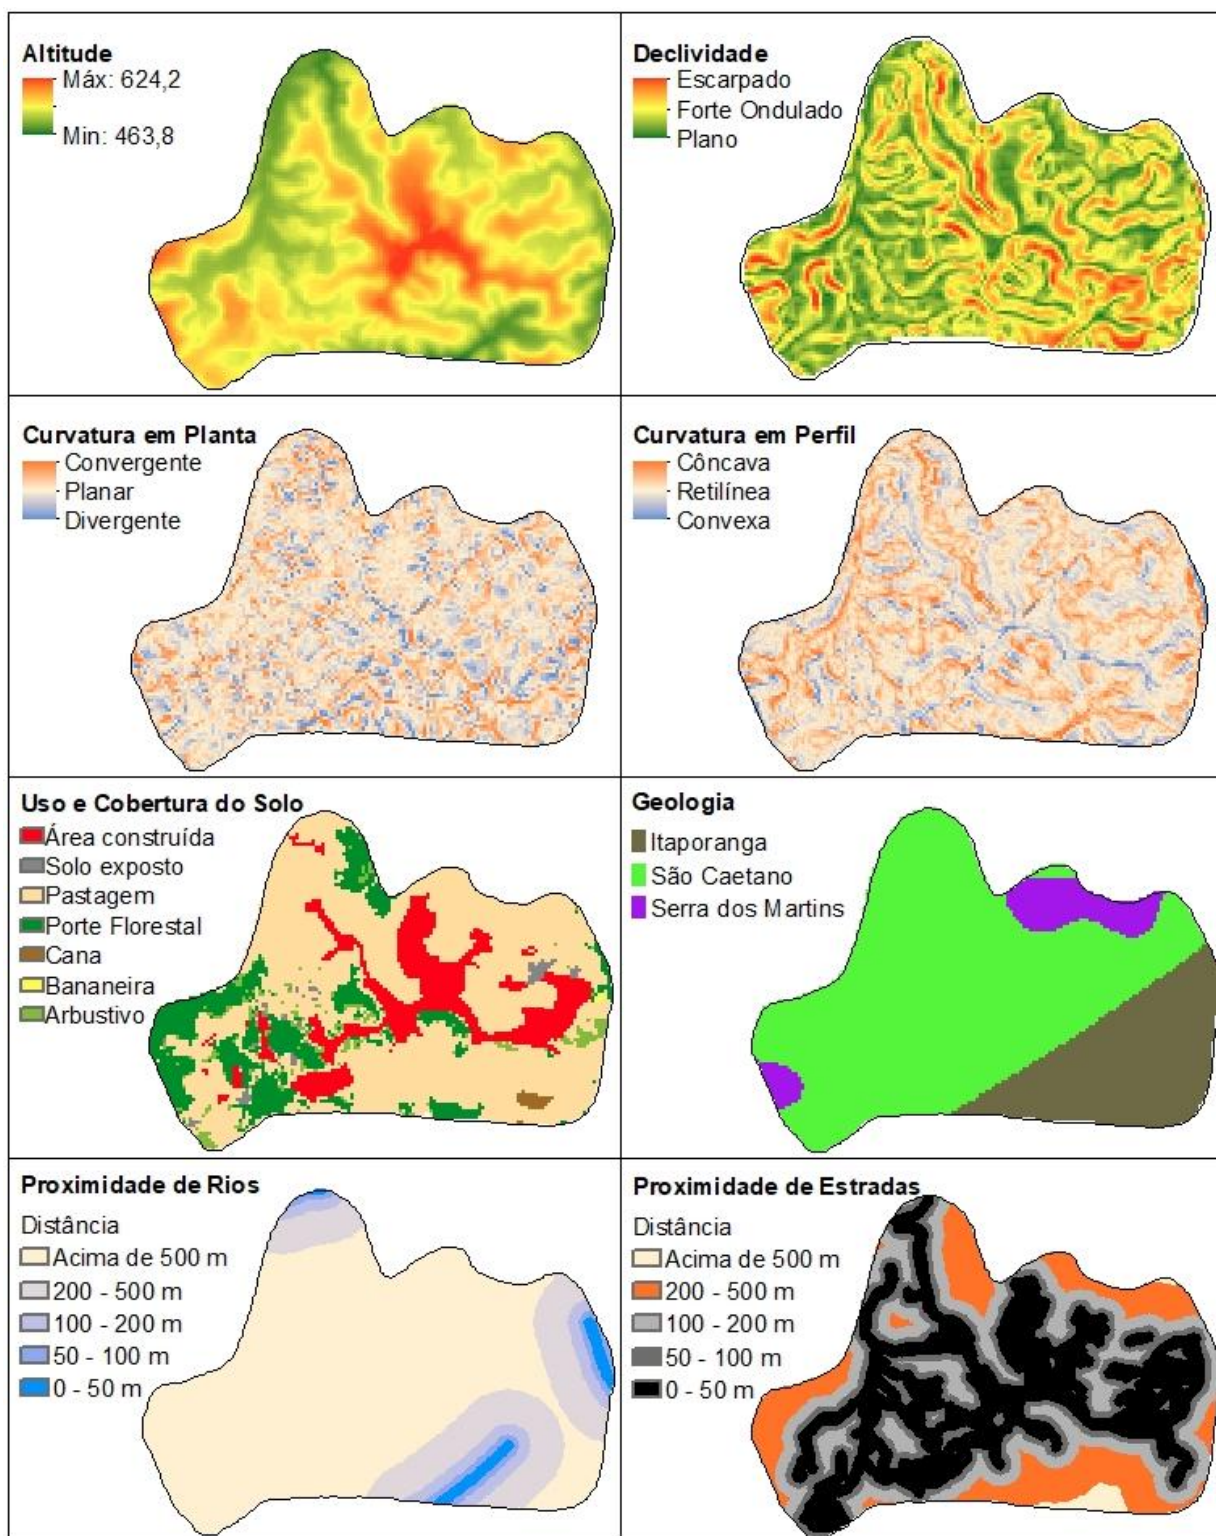 Altitude
Máx: 624,2
Min: 463,8
Declividade
Escarpado
Forte Ondulado
Plano
Curvatura em Planta
Convergente
Planar
Divergente
Curvatura em Perfil
Côncava
Retilínea
Convexa
Uso e Cobertura do Solo
Área construída
Solo exposto
Pastagem
Porte Florestal
Cana
Bananeira
Arbustivo
Geologia
Itaporanga
São Caetano
Serra dos Martins
Proximidade de Rios
Distância
Acima de 500 m
200 - 500 m
100 - 200 m
50 - 100 m
0 - 50 m
Proximidade de Estradas
Distância
Acima de 500 m
200 - 500 m
100 - 200 m
50 - 100 m
0 - 50 m